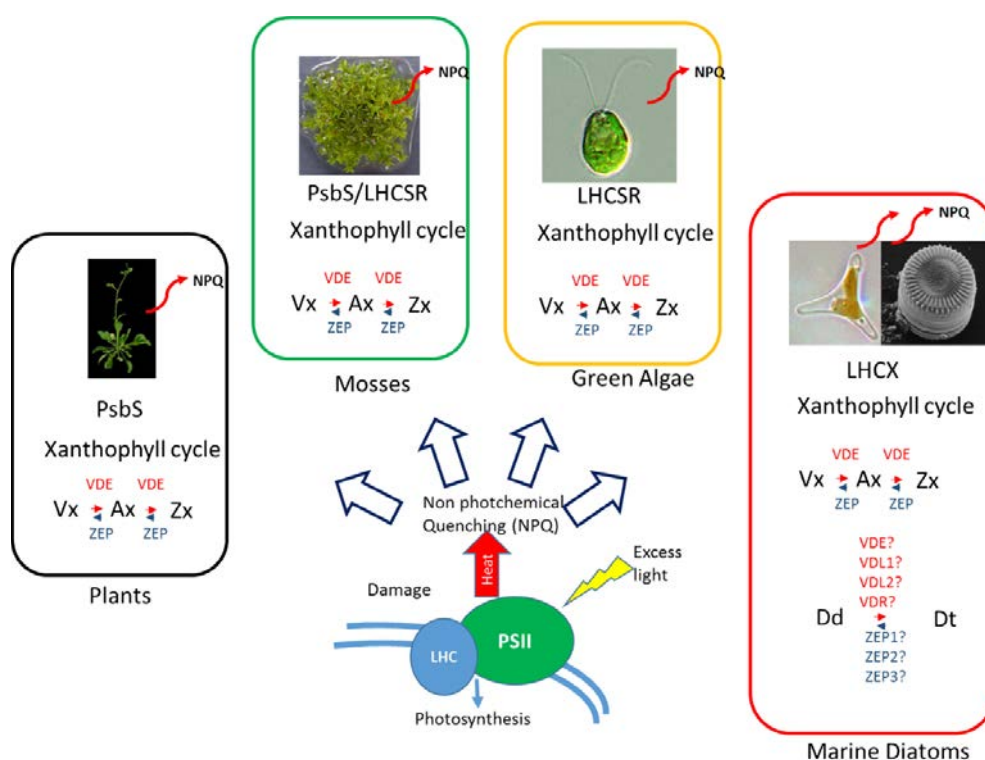 NPQ
PsbS/LHCSR
Xanthophyll cycle
VDE VDE
Vx Ax Zx
ZEP ZEP
Mosses
NPQ
LHCSR
Xanthophyll cycle
VDE VDE
Vx Ax Zx
ZEP ZEP
Green Algae
NPQ
PsbS
Xanthophyll cycle
VDE VDE
Vx Ax Zx
ZEP ZEP
Plants
NPQ
LHCX
Xanthophyll cycle
VDE VDE
Vx Ax Zx
ZEP ZEP
VDE?
VDL1?
VDL2?
VDR?
Dd Dt
ZEP1?
ZEP2?
ZEP3?
Marine Diatoms
Non photchemical
Quenching (NPQ)
Heat
Excess
light
Damage
PSII
LHC
Photosynthesis